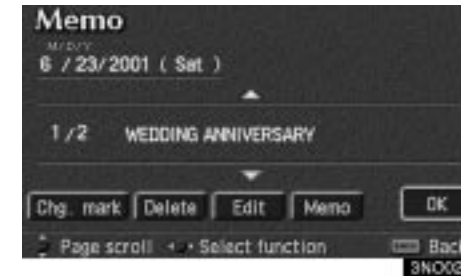 Memo
M/D/Y
6 / 23/ 2001 ( Sat )
1 / 2 WEDDING ANNIVERSARY
Chg. mark Delete Edit Memo OK
Page scroll Select function Back